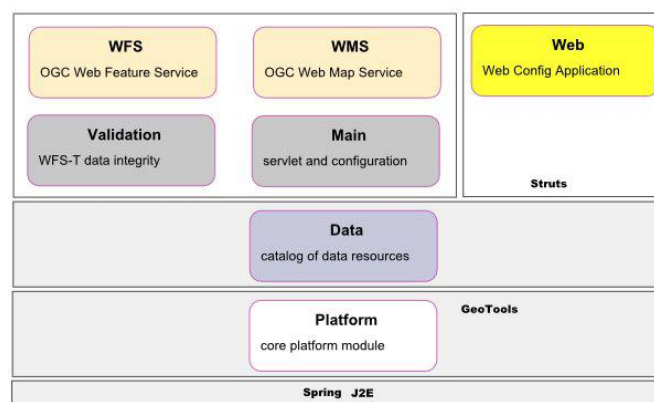 WFS
OGC Web Feature Service
WMS
OGC Web Map Service
Web
Web Config Application
Validation
WFS-T data integrity
Main
servlet and configuration
Struts
Data
catalog of data resources
Platform
core platform module
GeoTools
Spring J2E